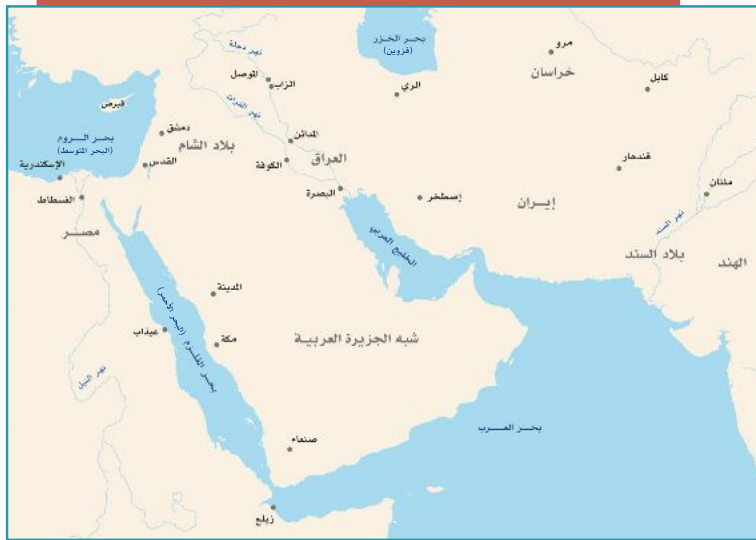 بحر الخزر
(قزوين)
مرو
خراسان
كابل
نهر دجلة
الموصل
الزاب
الري
نهر الفرات
قبرص
بحر الروم
(البحر المتوسط)
الإسكندرية
دمشق
بلاد الشام
القدس
المدائن
الكوفة
العراق
البصرة
إصطخر
إيران
قندهار
ملتان
نهر السند
بلاد السند
الهند
الفسطاط
مصر
الخليج العربي
المدينة
عيذاب
بحر القلزم (البحر الأحمر)
مكة
شبه الجزيرة العربية
نهر النيل
بحر العرب
صنعاء
زيلع